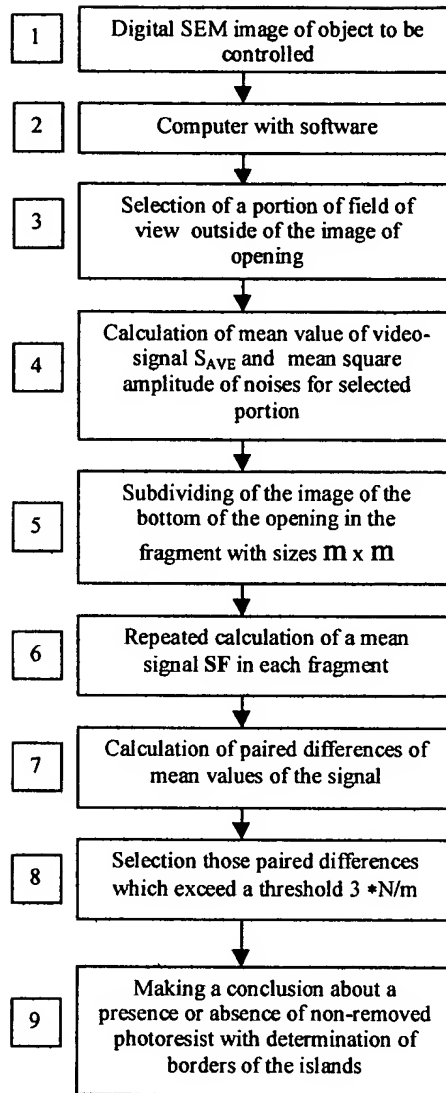 1
Digital SEM image of object to be
controlled
2
Computer with software
3
Selection of a portion of field of
view outside of the image of
opening
4
Calculation of mean value of video-
signal SAVE and mean square
amplitude of noises for selected
portion
5
Subdividing of the image of the
bottom of the opening in the
fragment with sizes m x m
6
Repeated calculation of a mean
signal SF in each fragment
7
Calculation of paired differences of
mean values of the signal
8
Selection those paired differences
which exceed a threshold 3 *N/m
9
Making a conclusion about a
presence or absence of non-removed
photoresist with determination of
borders of the islands